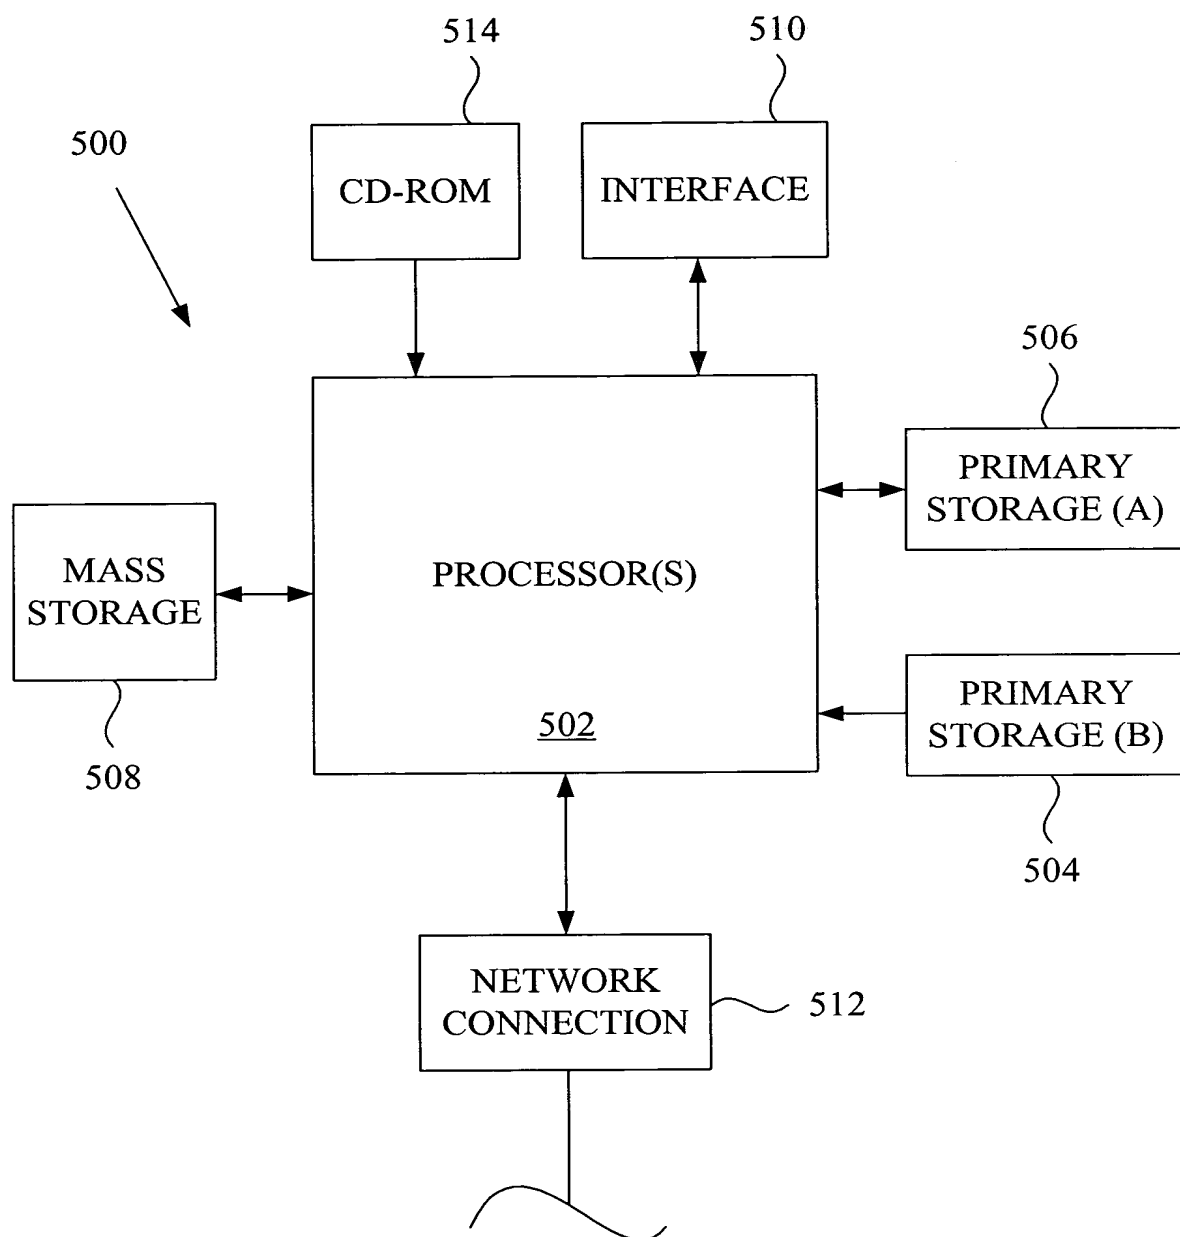 514
510
500
CD-ROM
INTERFACE
506
PRIMARY
STORAGE (A)
MASS
STORAGE
PROCESSOR(S)
PRIMARY
STORAGE (B)
502
508
504
NETWORK
CONNECTION
512